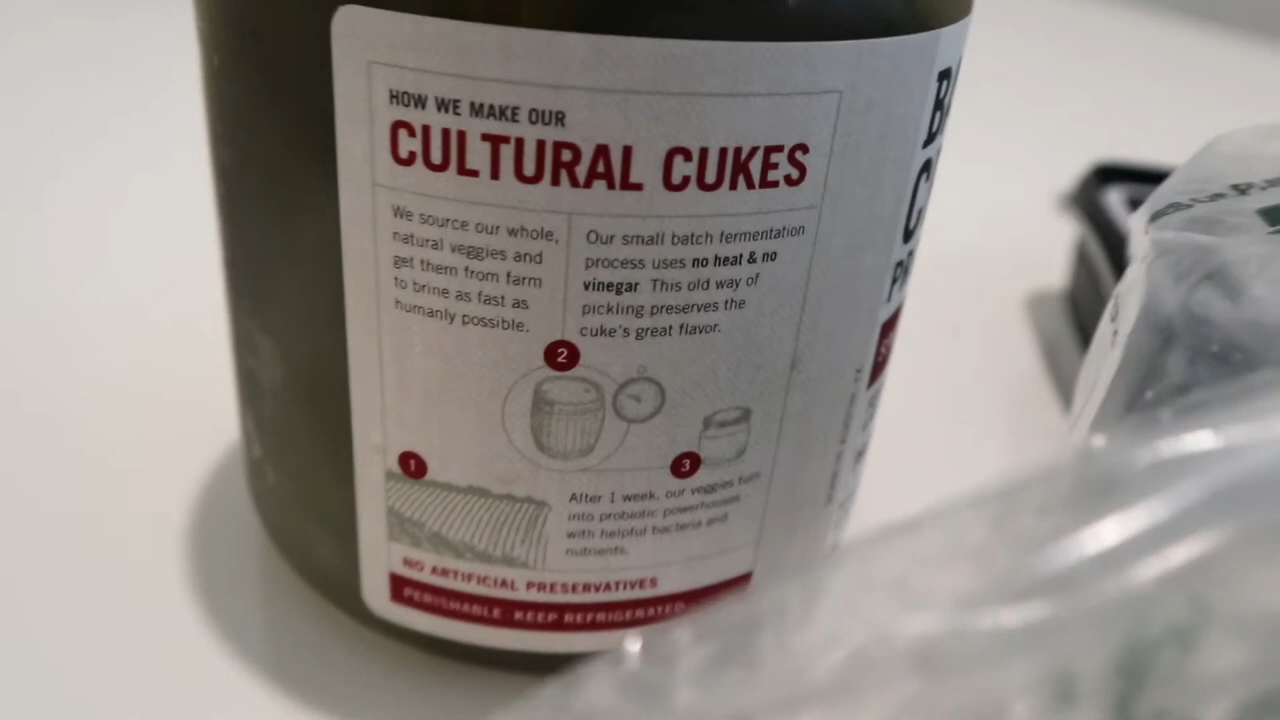 HOW WE MAKE OUR
CULTURAL CUKES
We source our whole,
natural veggies and
get them from farm
to brine as fast as
humanly possible.
Our small batch fermentation
process uses no heat & no
vinegar This old way of
pickling preserves the
cuke's great flavor.
2
1
3
After 1 week, our veggies turn
into probiotic powerhouses
with helpful bacteria and
nutrients.
NO ARTIFICIAL PRESERVATIVES
PERISHABLE KEEP REFRIGERATED